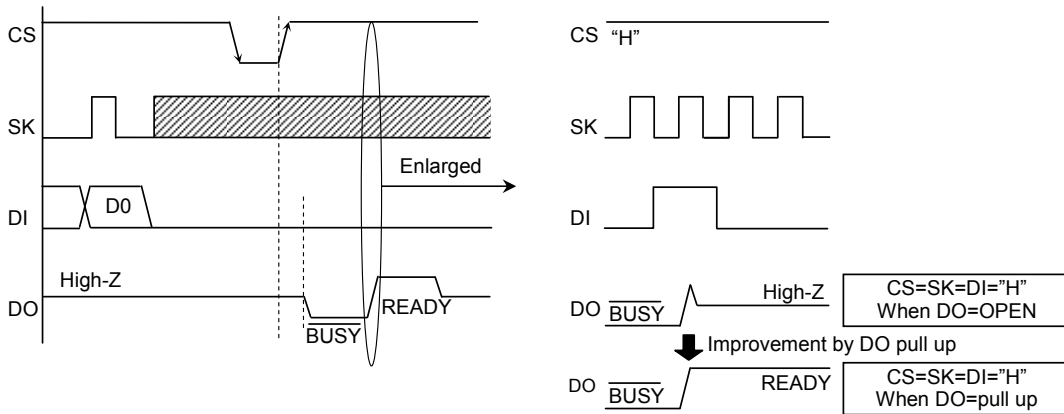 CS
SK
DI
D0
Enlarged
High-Z
DO
BUSY
READY
CS "H"
SK
DI
DO
BUSY
High-Z
CS=SK=DI="H"
When DO=OPEN
Improvement by DO pull up
DO
BUSY
READY
CS=SK=DI="H"
When DO=pull up